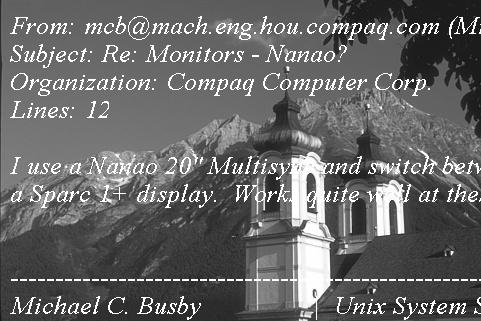 From: mcb@mach.eng.hou.compaq.com
Subject: Re: Monitors - Nanao?
Organization: Compaq Computer Corp.
Lines: 12
I use a Nanao 20" Multisync and switch
a Sparc 1+ display. Works quite well at
------------------------------------------------
Michael C. Busby | Unix System